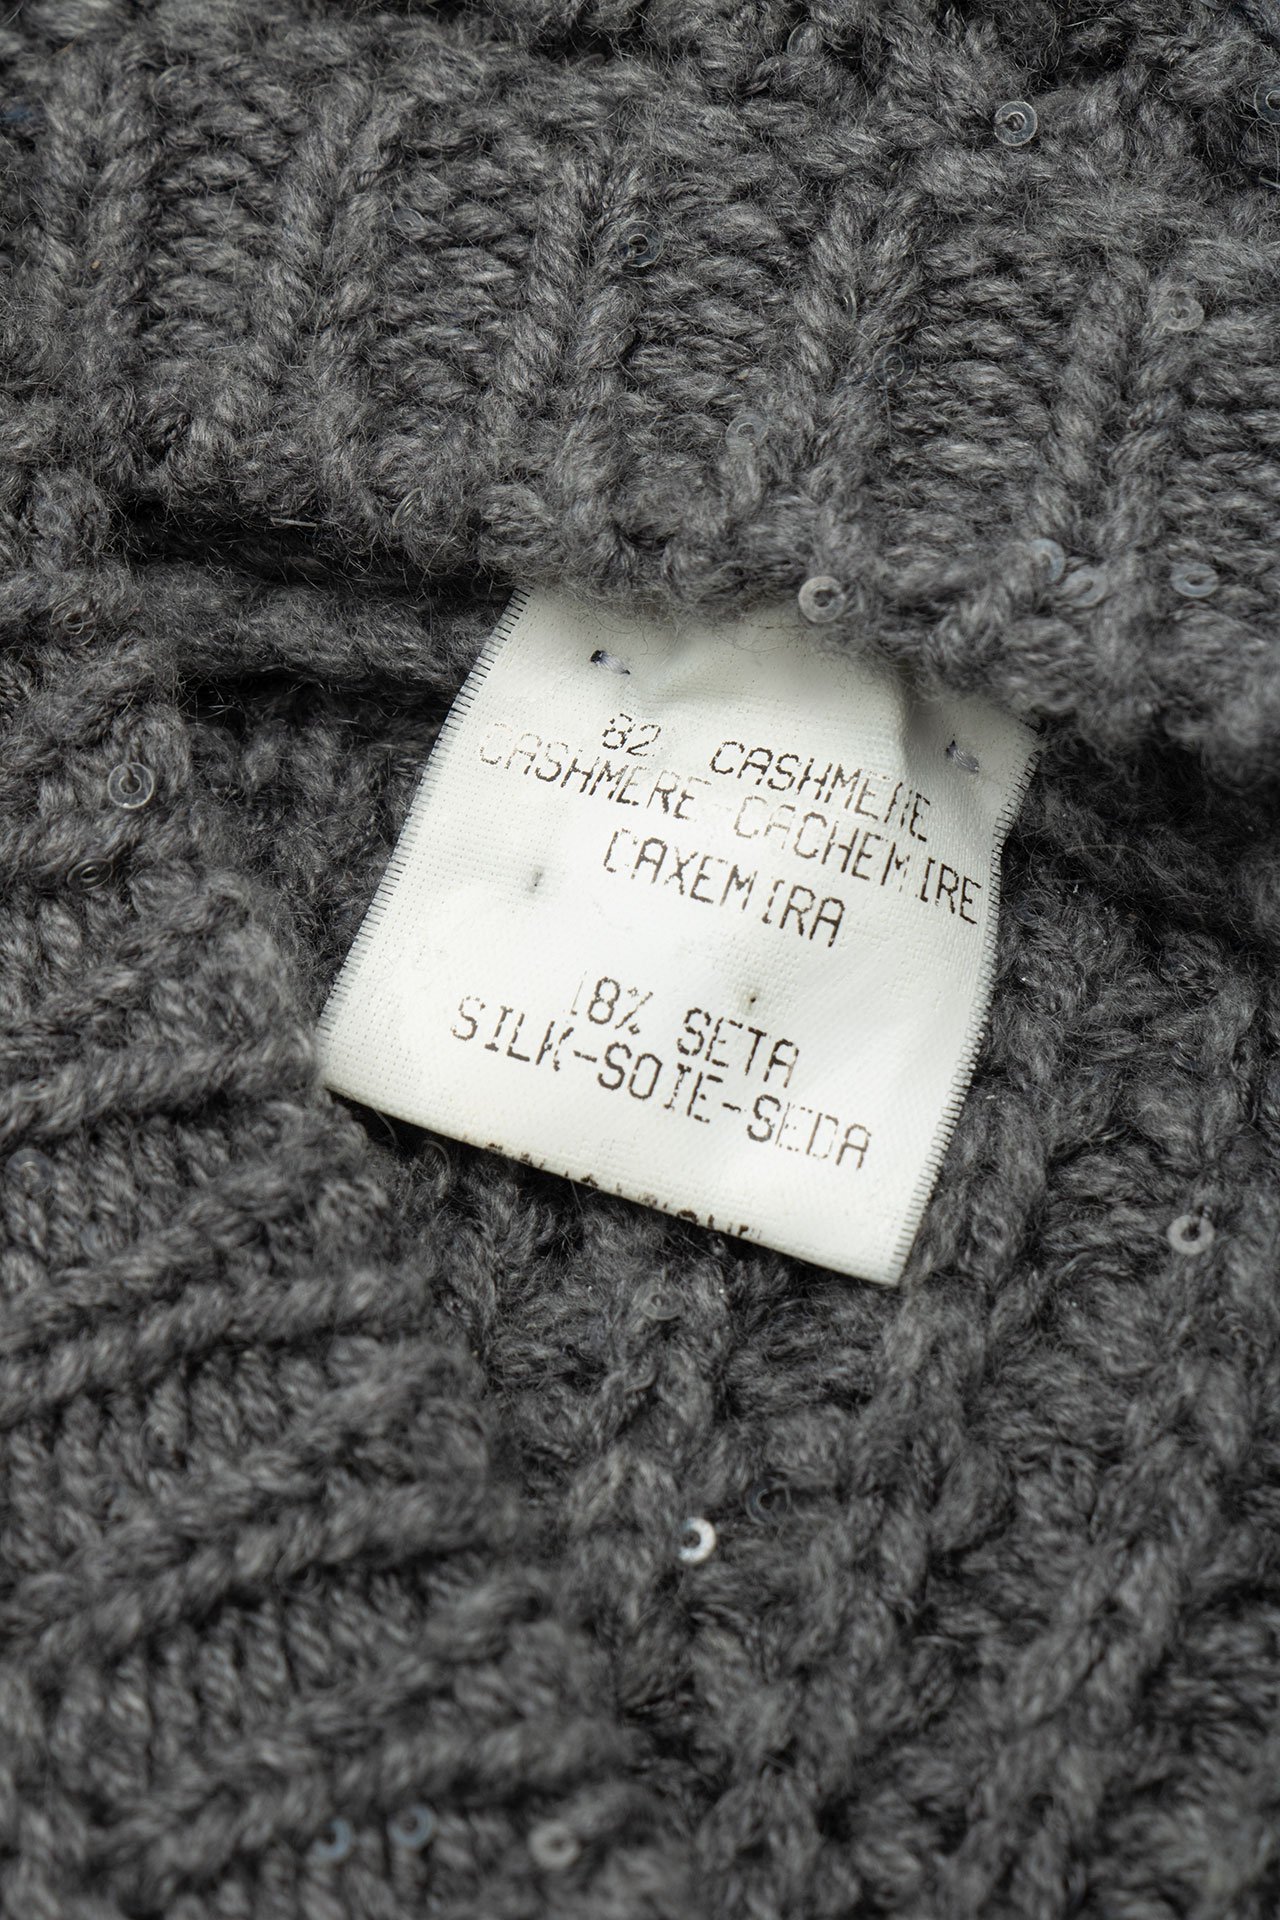 82 CASHMERE
CASHMERE-CACHEMIRE
CAXEMIRA
18% SETA
SILK-SOIE-SEDA